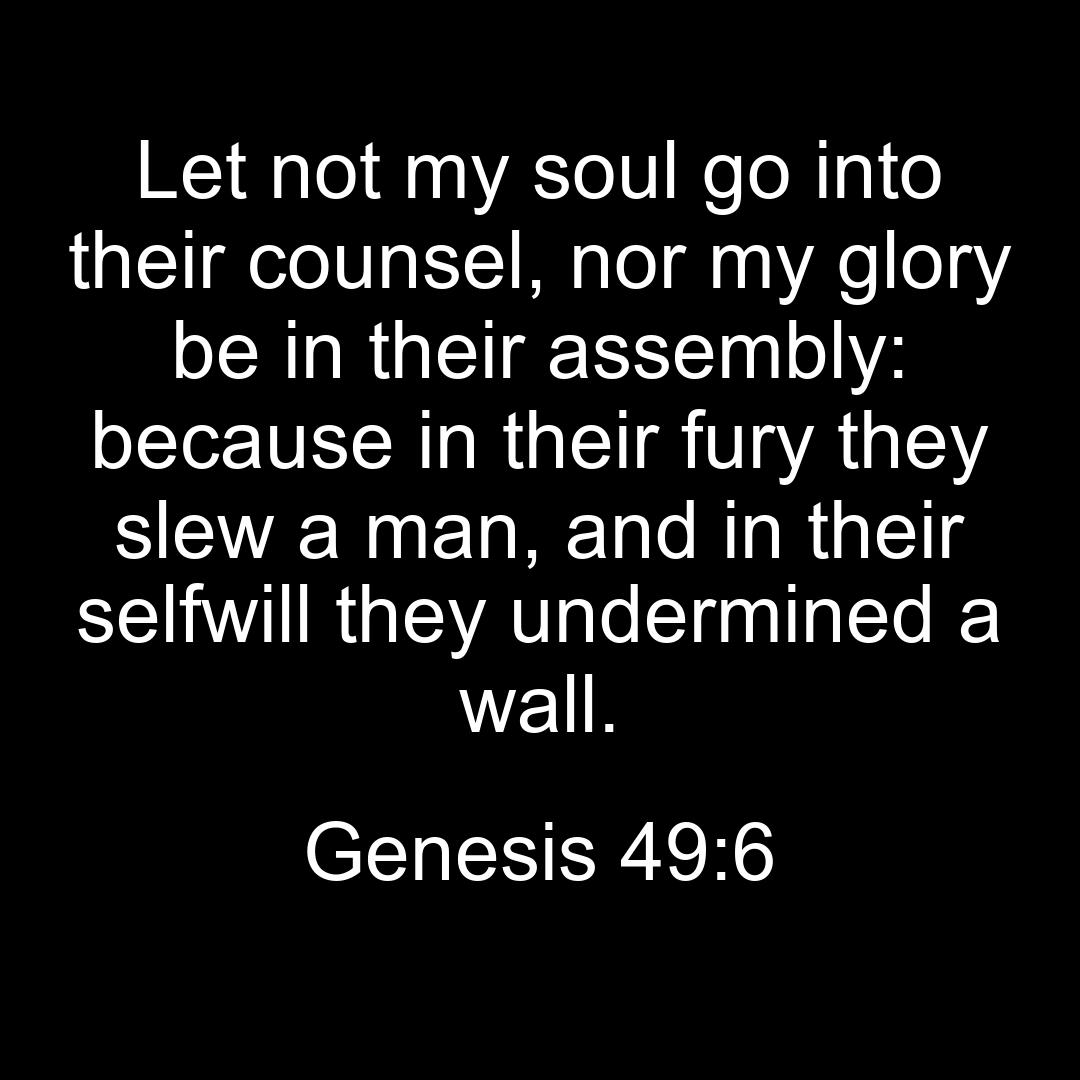 Let not my soul go into
their counsel, nor my glory
be in their assembly:
because in their fury they
slew a man, and in their
selfwill they undermined a
wall.
Genesis 49:6